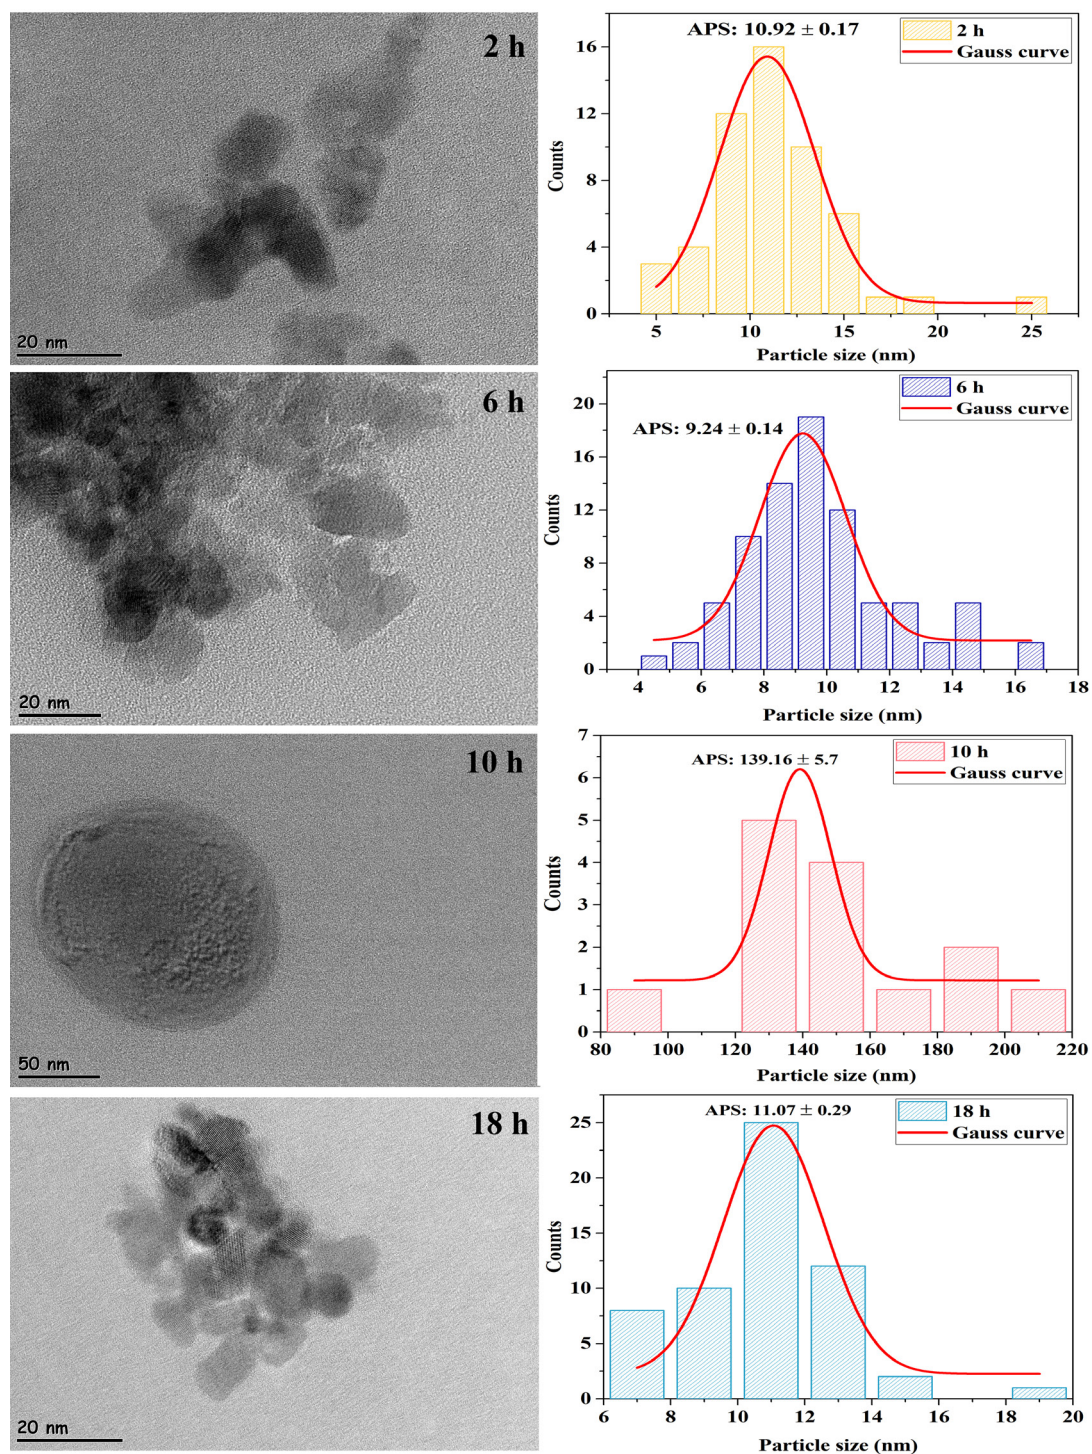 2 h
20 nm
APS: 10.92 ± 0.17
2 h
Gauss curve
Counts
16
12
8
4
0
5 10 15 20 25
Particle size (nm)
6 h
20 nm
APS: 9.24 ± 0.14
6 h
Gauss curve
Counts
20
16
12
8
4
0
4 6 8 10 12 14 16 18
Particle size (nm)
10 h
50 nm
APS: 139.16 ± 5.7
10 h
Gauss curve
Counts
7
6
5
4
3
2
1
0
80 100 120 140 160 180 200 220
Particle size (nm)
18 h
20 nm
APS: 11.07 ± 0.29
18 h
Gauss curve
Counts
25
20
15
10
5
0
6 8 10 12 14 16 18 20
Particle size (nm)